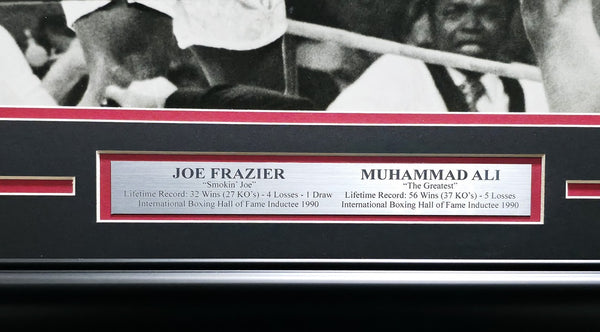 JOE FRAZIER
"Smokin' Joe"
Lifetime Record: 32 Wins (27 KO's) - 4 Losses - 1 Draw
International Boxing Hall of Fame Inductee 1990
MUHAMMAD ALI
"The Greatest"
Lifetime Record: 56 Wins (37 KO's) - 5 Losses
International Boxing Hall of Fame Inductee 1990